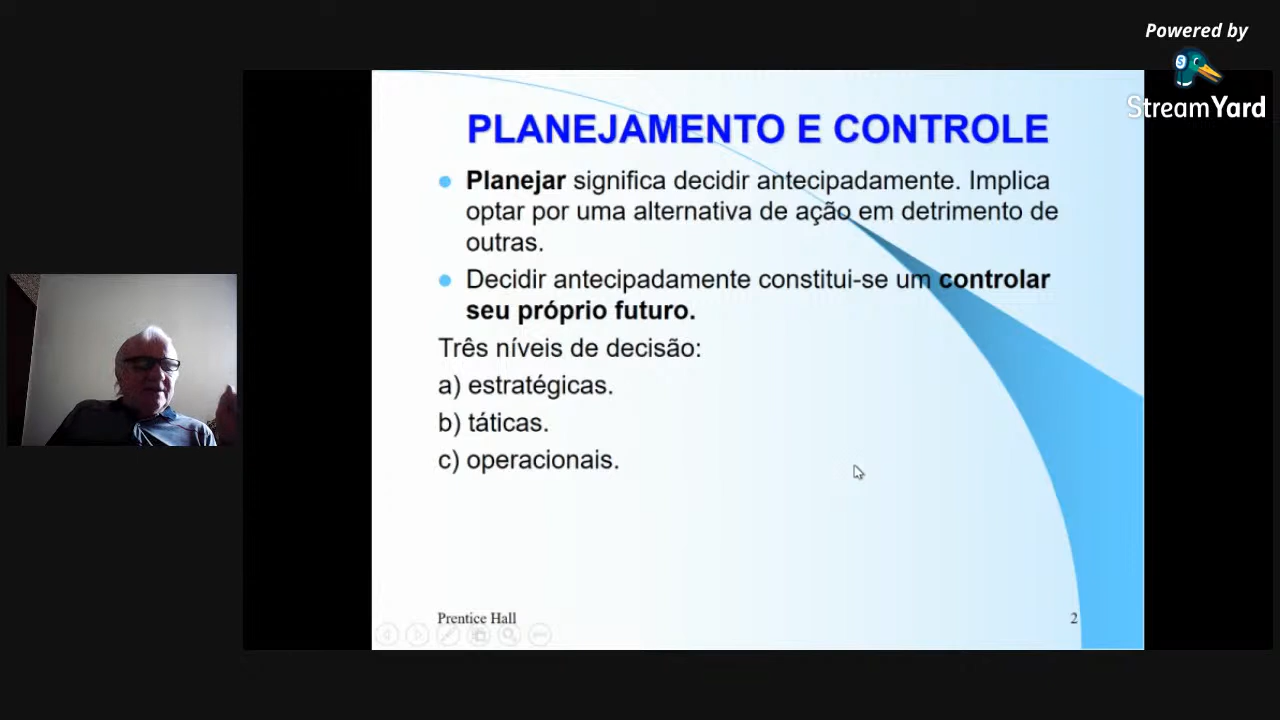 Powered by
StreamYard
PLANEJAMENTO E CONTROLE
Planejar significa decidir antecipadamente. Implica
optar por uma alternativa de ação em detrimento de
outras.
Decidir antecipadamente constitui-se um controlar
seu próprio futuro.
Três níveis de decisão:
a) estratégicas.
b) táticas.
c) operacionais.
Prentice Hall
2